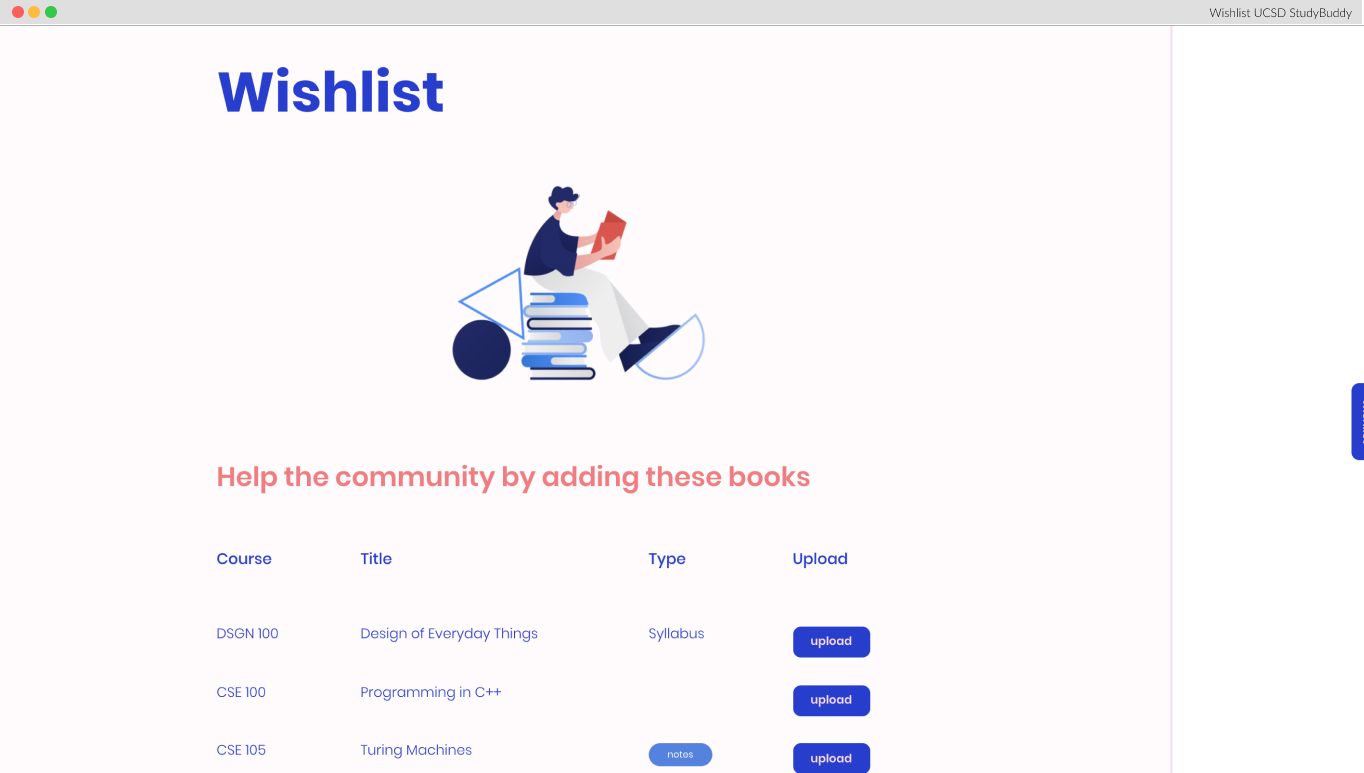 Wishlist UCSD StudyBuddy
Wishlist
Help the community by adding these books
Course Title Type Upload
DSGN 100 Design of Everyday Things Syllabus upload
CSE 100 Programming in C++ upload
CSE 105 Turing Machines notes upload